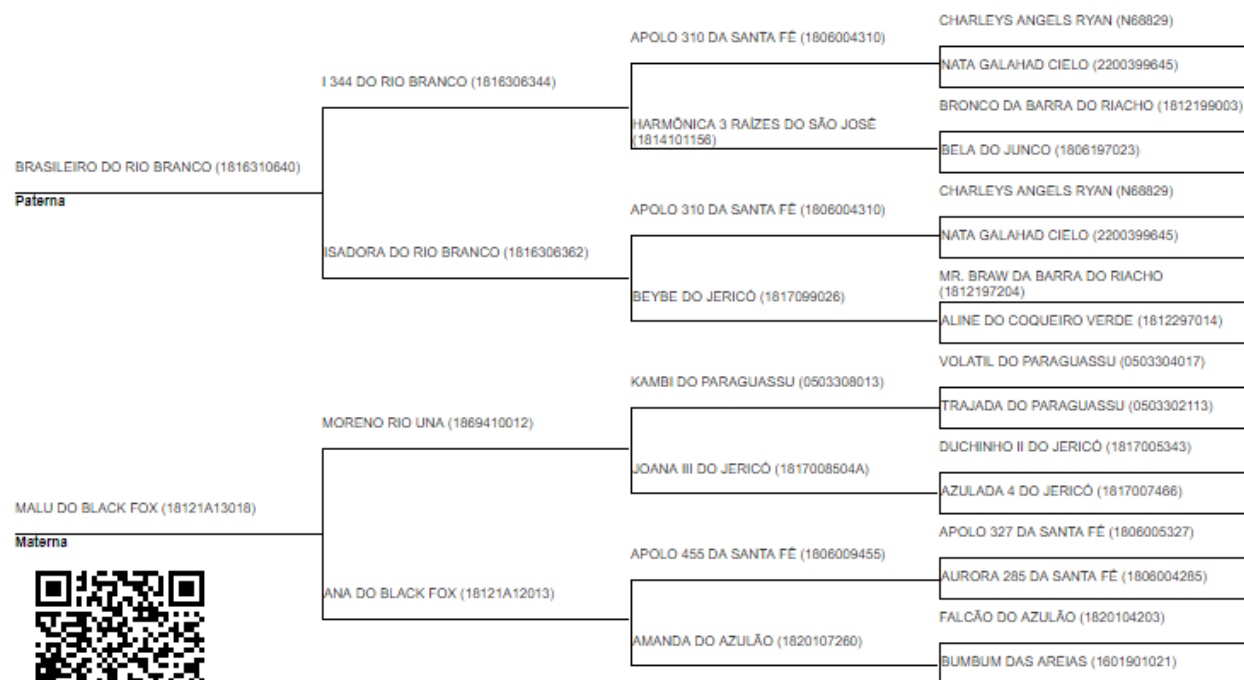 CHARLEYS ANGELS RYAN (N68829)
APOLO 310 DA SANTA FÉ (1806004310)
NATA GALAHAD CIELO (2200399645)
I 344 DO RIO BRANCO (1816306344)
BRONCO DA BARRA DO RIACHO (1812199003)
HARMÔNICA 3 RAÍZES DO SÃO JOSÉ
(1814101156)
BELA DO JUNCO (1806197023)
BRASILEIRO DO RIO BRANCO (1816310640)
Paterna
CHARLEYS ANGELS RYAN (N68829)
APOLO 310 DA SANTA FÉ (1806004310)
NATA GALAHAD CIELO (2200399645)
ISADORA DO RIO BRANCO (1816306362)
MR. BRAW DA BARRA DO RIACHO
(1812197204)
BEYBE DO JERICÓ (1817099026)
ALINE DO COQUEIRO VERDE (1812297014)
VOLATIL DO PARAGUASSU (0503304017)
KAMBI DO PARAGUASSU (0503308013)
TRAJADA DO PARAGUASSU (0503302113)
MORENO RIO UNA (1869410012)
DUCHINHO II DO JERICÓ (1817005343)
JOANA III DO JERICÓ (1817008504A)
AZULADA 4 DO JERICÓ (1817007466)
MALU DO BLACK FOX (18121A13018)
Materna
APOLO 327 DA SANTA FÉ (1806005327)
APOLO 455 DA SANTA FÉ (1806009455)
AURORA 285 DA SANTA FÉ (1806004285)
ANA DO BLACK FOX (18121A12013)
FALCÃO DO AZULÃO (1820104203)
AMANDA DO AZULÃO (1820107260)
BUMBUM DAS AREIAS (1601901021)